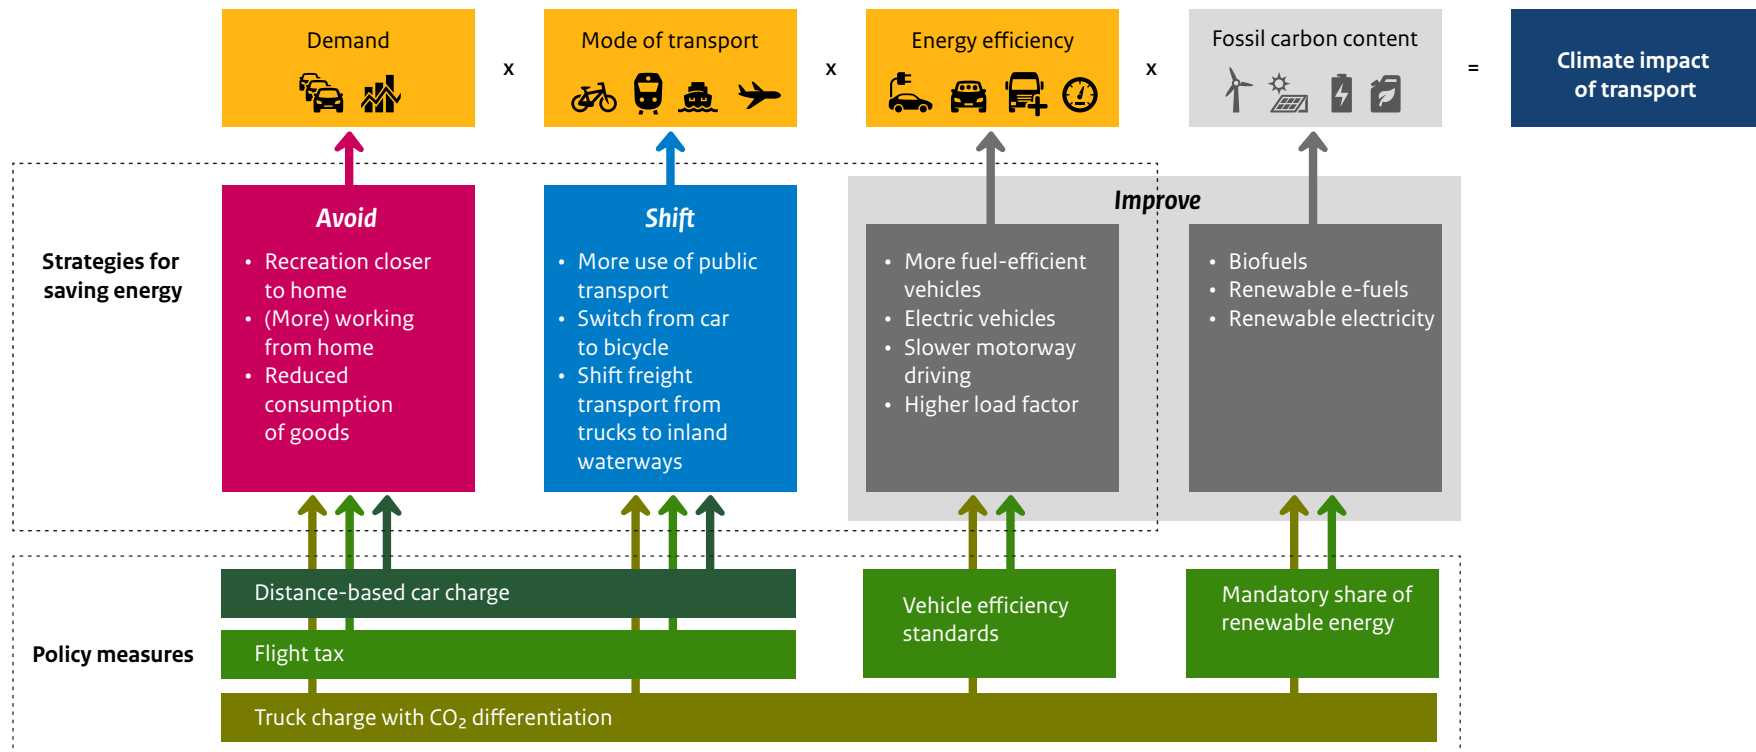 Demand
x
Mode of transport
x
Energy efficiency
x
Fossil carbon content
=
Climate impact
of transport
Strategies for
saving energy
Avoid
• Recreation closer
to home
• (More) working
from home
• Reduced
consumption
of goods
Shift
• More use of public
transport
• Switch from car
to bicycle
• Shift freight
transport from
trucks to inland
waterways
Improve
• More fuel-efficient
vehicles
• Electric vehicles
• Slower motorway
driving
• Higher load factor
• Biofuels
• Renewable e-fuels
• Renewable electricity
Policy measures
Distance-based car charge
Flight tax
Truck charge with CO₂ differentiation
Vehicle efficiency
standards
Mandatory share of
renewable energy